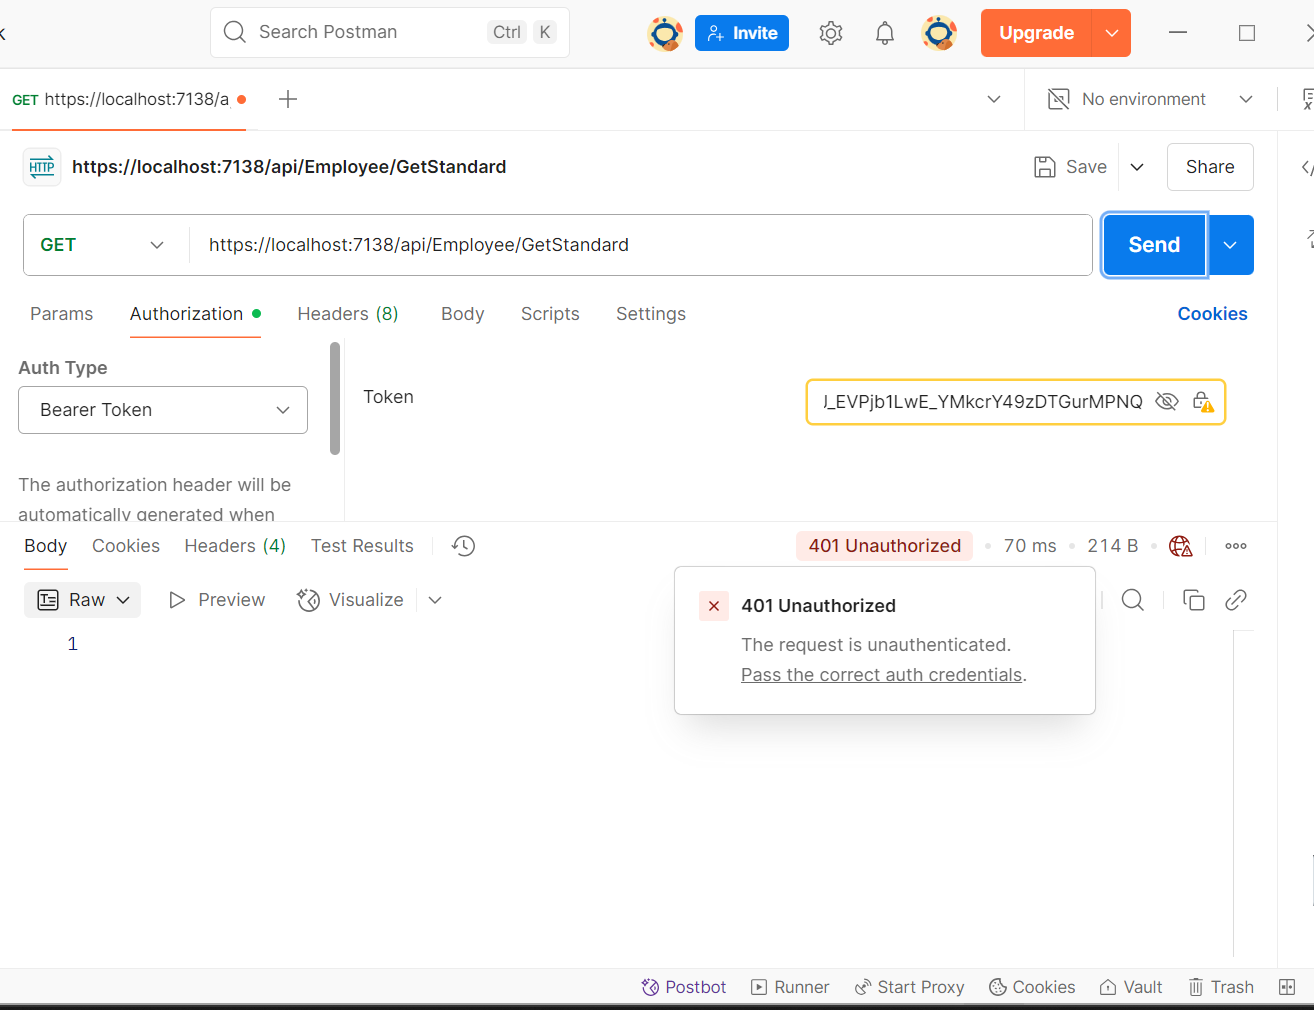 Search Postman
Ctrl K
Invite
Upgrade
GET https://localhost:7138/a
No environment
HTTP
https://localhost:7138/api/Employee/GetStandard
Save
Share
GET
https://localhost:7138/api/Employee/GetStandard
Send
Params
Authorization
Headers (8)
Body
Scripts
Settings
Cookies
Auth Type
Bearer Token
The authorization header will be
automatically generated when
Token
_EVPjb1LwE_YMkcrY49zDTGurMPNQ
Body
Cookies
Headers (4)
Test Results
401 Unauthorized
70 ms
214 B
Raw
Preview
Visualize
1
401 Unauthorized
The request is unauthenticated.
Pass the correct auth credentials.
Postbot
Runner
Start Proxy
Cookies
Vault
Trash